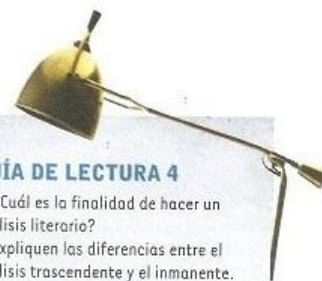 ÍA DE LECTURA 4
Cuál es la finalidad de hacer un
lisis literario?
xpliquen las diferencias entre el
lisis trascendente y el inmanente.